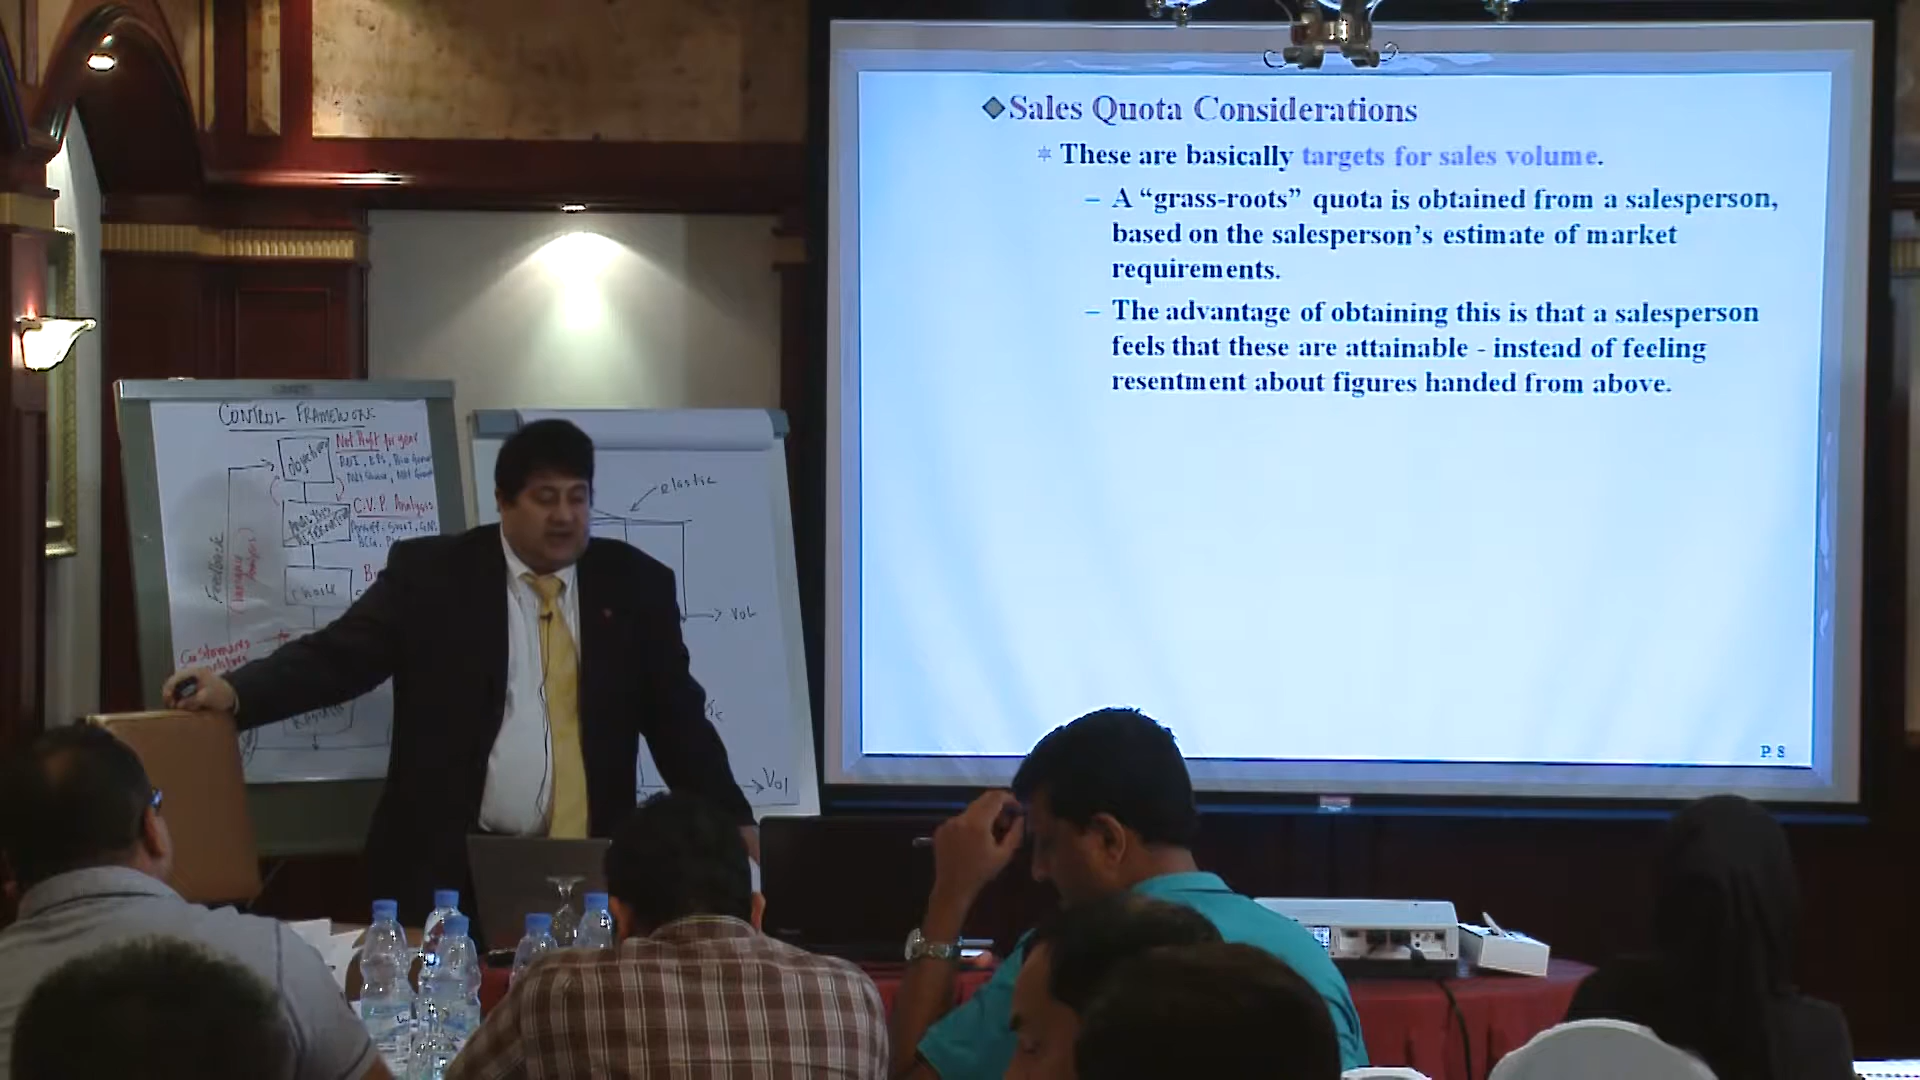 Sales Quota Considerations
These are basically targets for sales volume.
– A “grass-roots” quota is obtained from a salesperson,
based on the salesperson’s estimate of market
requirements.
– The advantage of obtaining this is that a salesperson
feels that these are attainable - instead of feeling
resentment about figures handed from above.
P. 8
CONTROL FRAMEWORK
Net Profit for year
C.V.P. Analysis
Choice
Feedback
Customers
elastic
Vol
Vol